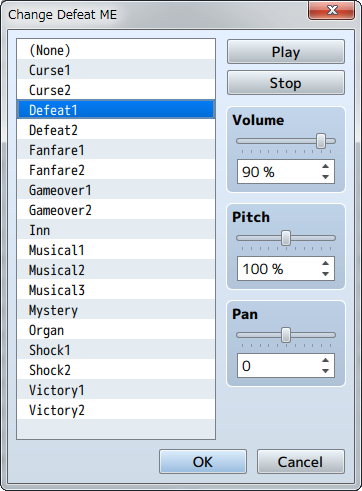 Change Defeat ME
(None)
Curse1
Curse2
Defeat1
Defeat2
Fanfare1
Fanfare2
Gameover1
Gameover2
Inn
Musical1
Musical2
Musical3
Mystery
Organ
Shock1
Shock2
Victory1
Victory2
Play
Stop
Volume
90 %
Pitch
100 %
Pan
0
OK
Cancel